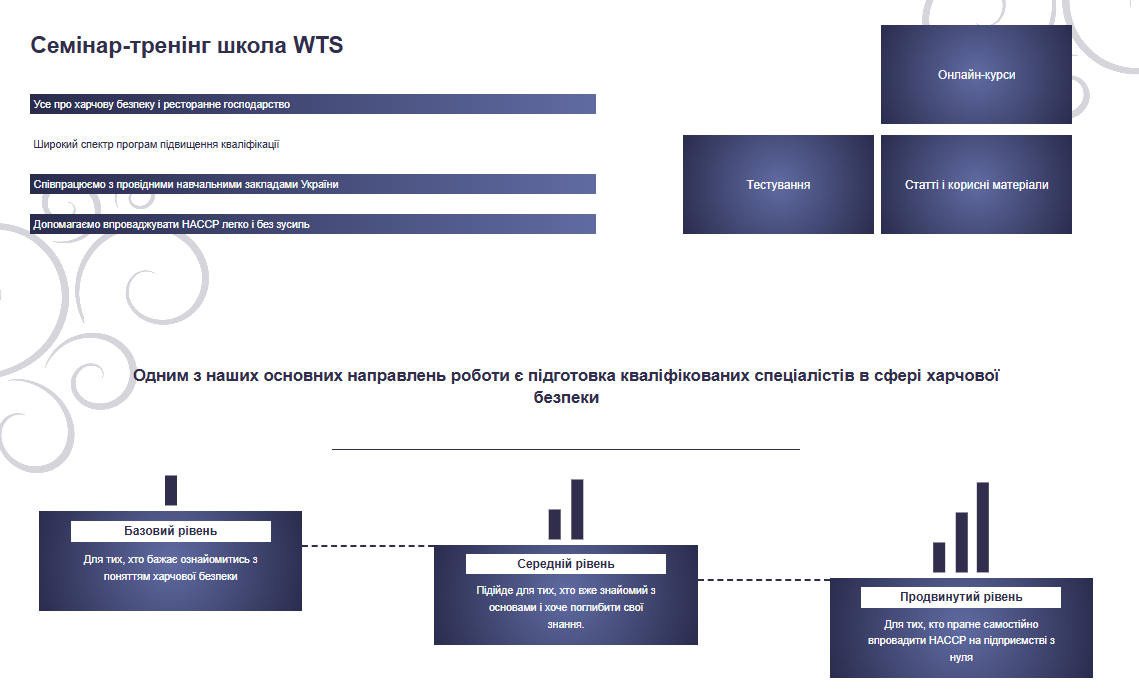 Семінар-тренінг школа WTS
Онлайн-курси
Усе про харчову безпеку і ресторанне господарство
Широкий спектр програм підвищення кваліфікації
Співпрацюємо з провідними навчальними закладами України
Допомагаємо впроваджувати НАССР легко і без зусиль
Тестування
Статті і корисні матеріали
Одним з наших основних направлень роботи є підготовка кваліфікованих спеціалістів в сфері харчової
безпеки
Базовий рівень
Для тих, хто бажає ознайомитись з
поняттям харчової безпеки
Середній рівень
Підійде для тих, хто вже знайомий з
основами і хоче поглибити свої
знання.
Продвинутий рівень
Для тих, кто прагне самостійно
впровадити НАССР на підприємстві з
нуля